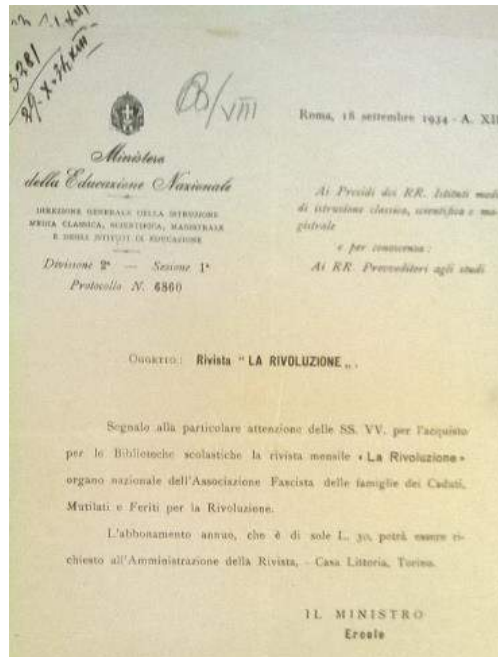 3281
29-X-34 XIII
B8/VIII
Roma, 18 settembre 1934 - A. XII
Ministero
della Educazione Nazionale
DIREZIONE GENERALE DELLA ISTRUZIONE
MEDIA CLASSICA, SCIENTIFICA, MAGISTRALE
E DEGLI ISTITUTI DI EDUCAZIONE
Divisione 2ª — Sezione 1ª
Protocollo N. 6860
Ai Presidi dei RR. Istituti medi
di istruzione classica, scientifica e ma-
gistrale
e per conoscenza:
Ai RR. Provveditori agli studi
OGGETTO: Rivista " LA RIVOLUZIONE „.
Segnalo alla particolare attenzione delle SS. VV. per l'acquisto
per le Biblioteche scolastiche la rivista mensile « La Rivoluzione »
organo nazionale dell'Associazione Fascista delle famiglie dei Caduti,
Mutilati e Feriti per la Rivoluzione.
L'abbonamento annuo, che è di sole L. 30, potrà essere ri-
chiesto all'Amministrazione della Rivista, - Casa Littoria, Torino.
IL MINISTRO
Ercole